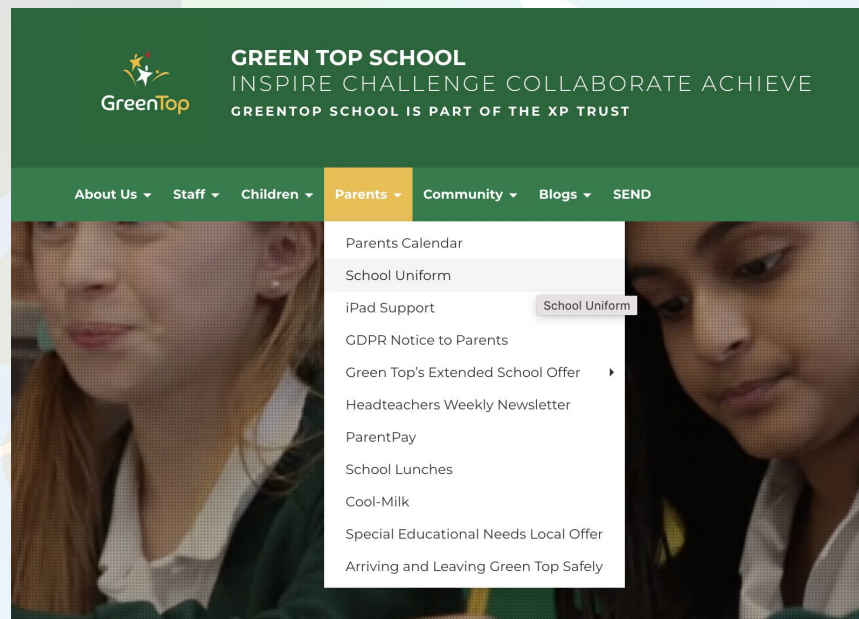 GreenTop
GREEN TOP SCHOOL
INSPIRE CHALLENGE COLLABORATE ACHIEVE
GREENTOP SCHOOL IS PART OF THE XP TRUST
About Us Staff Children Parents Community Blogs SEND
Parents Calendar
School Uniform
School Uniform
iPad Support
GDPR Notice to Parents
Green Top's Extended School Offer
Headteachers Weekly Newsletter
ParentPay
School Lunches
Cool-Milk
Special Educational Needs Local Offer
Arriving and Leaving Green Top Safely